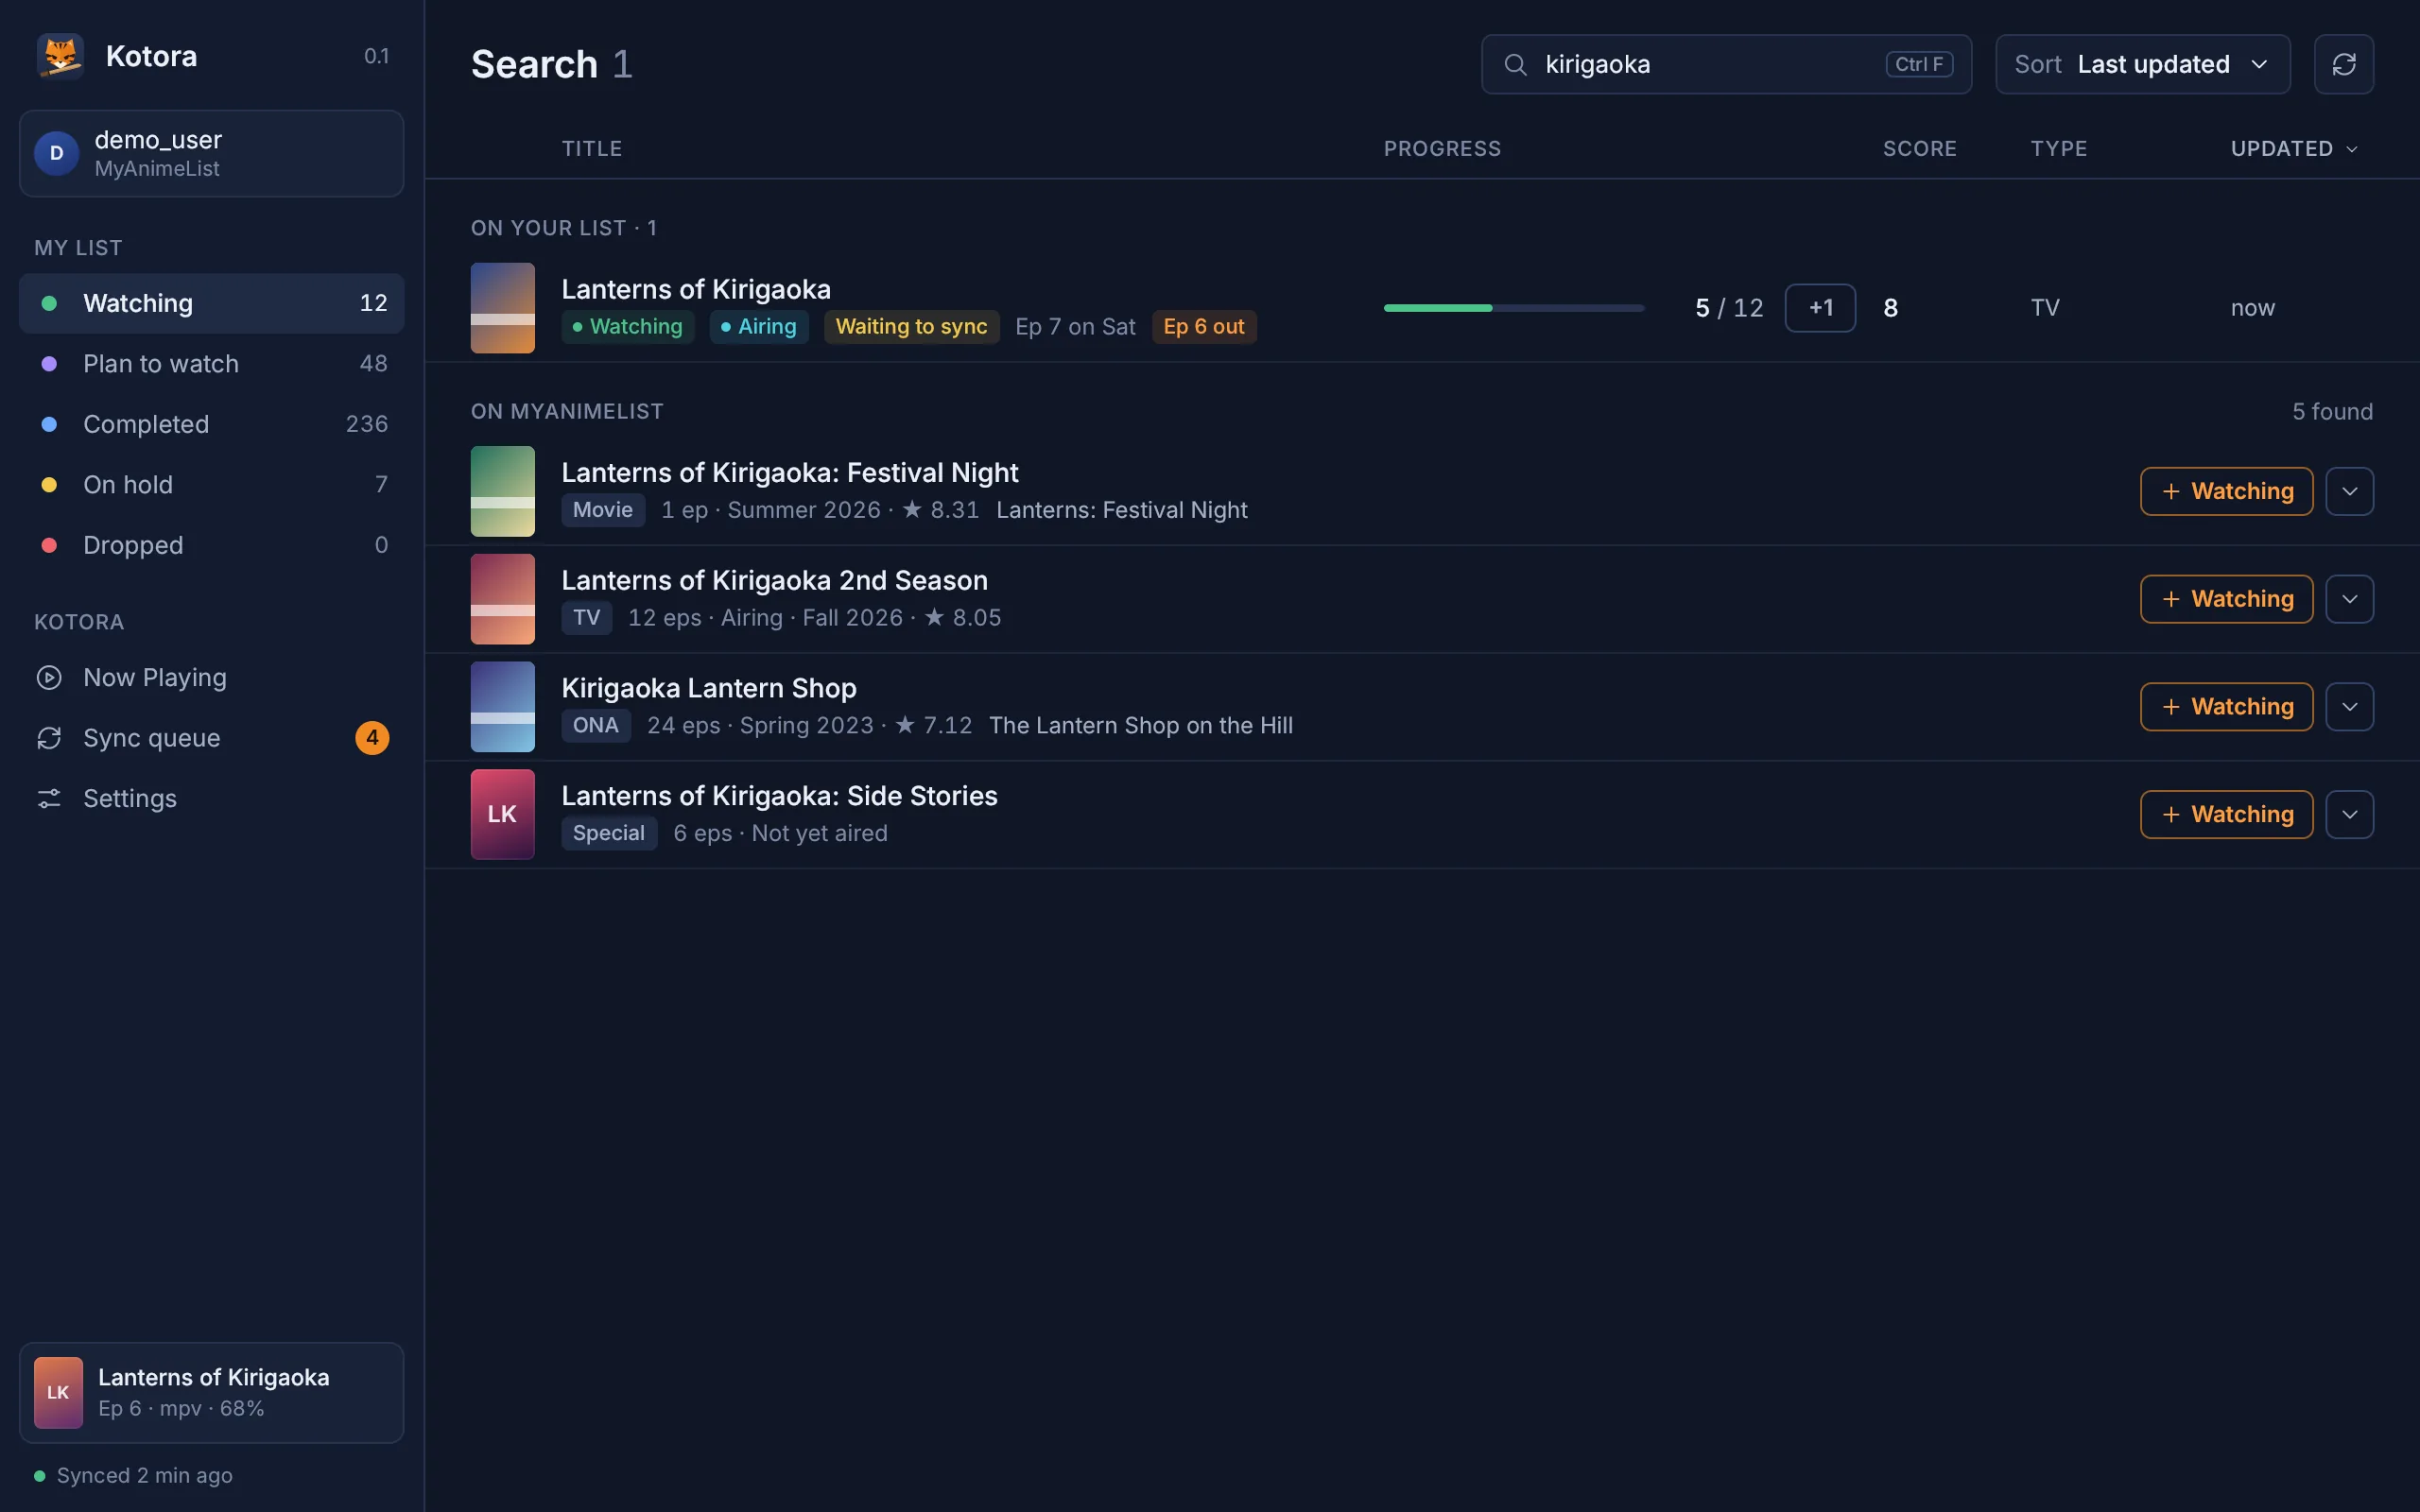 Kotora 0.1
D demo_user
MyAnimeList
MY LIST
Watching 12
Plan to watch 48
Completed 236
On hold 7
Dropped 0
KOTORA
Now Playing
Sync queue 4
Settings
LK Lanterns of Kirigaoka
Ep 6 · mpv · 68%
Synced 2 min ago
Search 1 kirigaoka Ctrl F Sort Last updated
TITLE PROGRESS SCORE TYPE UPDATED
ON YOUR LIST · 1
Lanterns of Kirigaoka
Watching Airing Waiting to sync Ep 7 on Sat Ep 6 out 5 / 12 +1 8 TV now
ON MYANIMELIST 5 found
Lanterns of Kirigaoka: Festival Night
Movie 1 ep · Summer 2026 · ★ 8.31 Lanterns: Festival Night + Watching
Lanterns of Kirigaoka 2nd Season
TV 12 eps · Airing · Fall 2026 · ★ 8.05 + Watching
Kirigaoka Lantern Shop
ONA 24 eps · Spring 2023 · ★ 7.12 The Lantern Shop on the Hill + Watching
LK Lanterns of Kirigaoka: Side Stories
Special 6 eps · Not yet aired + Watching